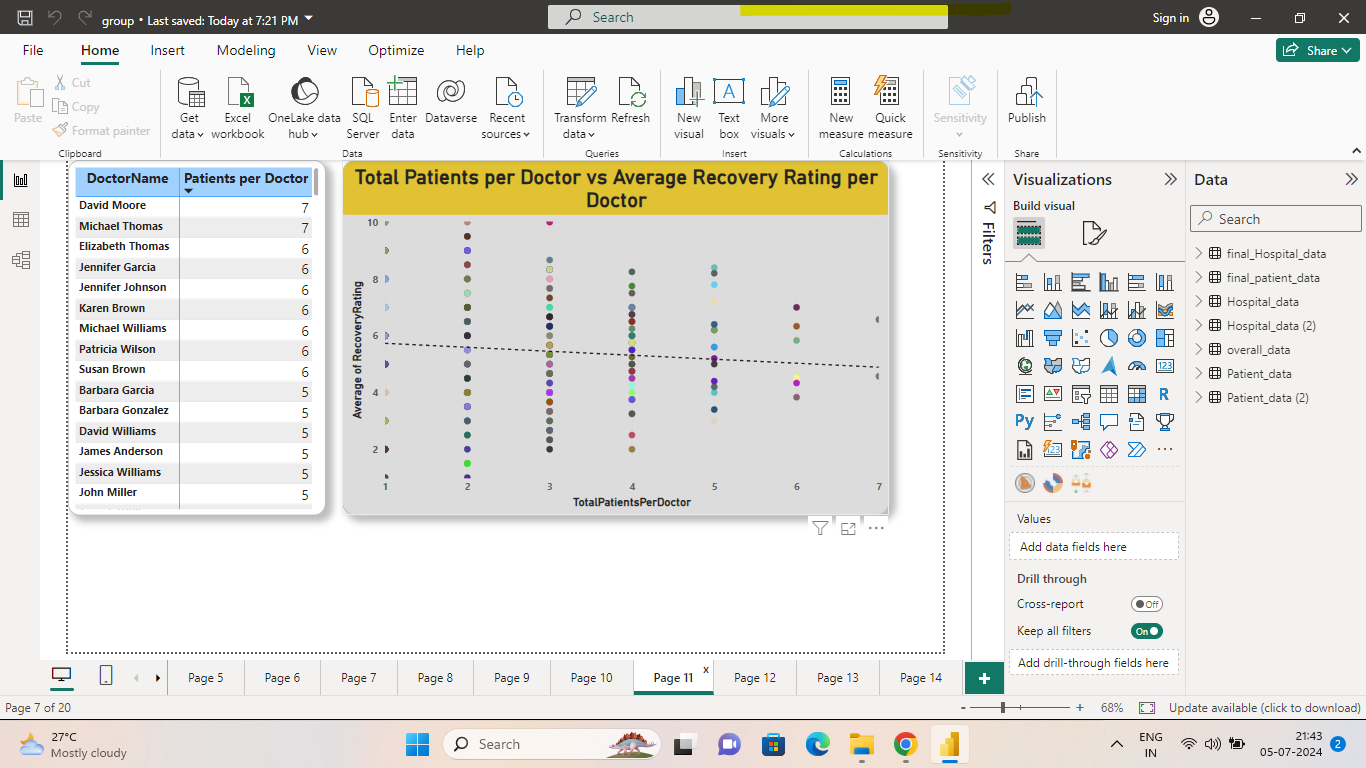 group • Last saved: Today at 7:21 PM
Search
Sign in
File
Home
Insert
Modeling
View
Optimize
Help
Share
Paste
Cut
Copy
Format painter
Clipboard
Get data
Excel workbook
OneLake data hub
SQL Server
Enter data
Dataverse
Recent sources
Data
Transform data
Refresh
Queries
New visual
Text box
More visuals
Insert
New measure
Quick measure
Calculations
Sensitivity
Sensitivity
Publish
Share
DoctorName Patients per Doctor
David Moore 7
Michael Thomas 7
Elizabeth Thomas 6
Jennifer Garcia 6
Jennifer Johnson 6
Karen Brown 6
Michael Williams 6
Patricia Wilson 6
Susan Brown 6
Barbara Garcia 5
Barbara Gonzalez 5
David Williams 5
James Anderson 5
Jessica Williams 5
John Miller 5
Total Patients per Doctor vs Average Recovery Rating per
Doctor
Average of RecoveryRating
10
8
6
4
2
1 2 3 4 5 6 7
TotalPatientsPerDoctor
Filters
Visualizations
Build visual
R
Py
123
Values
Add data fields here
Drill through
Cross-report
Off
Keep all filters
On
Add drill-through fields here
Data
Search
final_Hospital_data
final_patient_data
Hospital_data
Hospital_data (2)
overall_data
Patient_data
Patient_data (2)
Page 5
Page 6
Page 7
Page 8
Page 9
Page 10
Page 11
x
Page 12
Page 13
Page 14
+
Page 7 of 20
- + 68%
Update available (click to download)
27°C
Mostly cloudy
Search
ENG
IN
21:43
05-07-2024
2